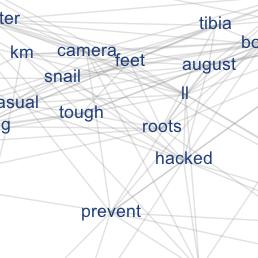 ter
tibia
bo
km
camera
feet
august
snail
ll
asual
tough
g
roots
hacked
prevent